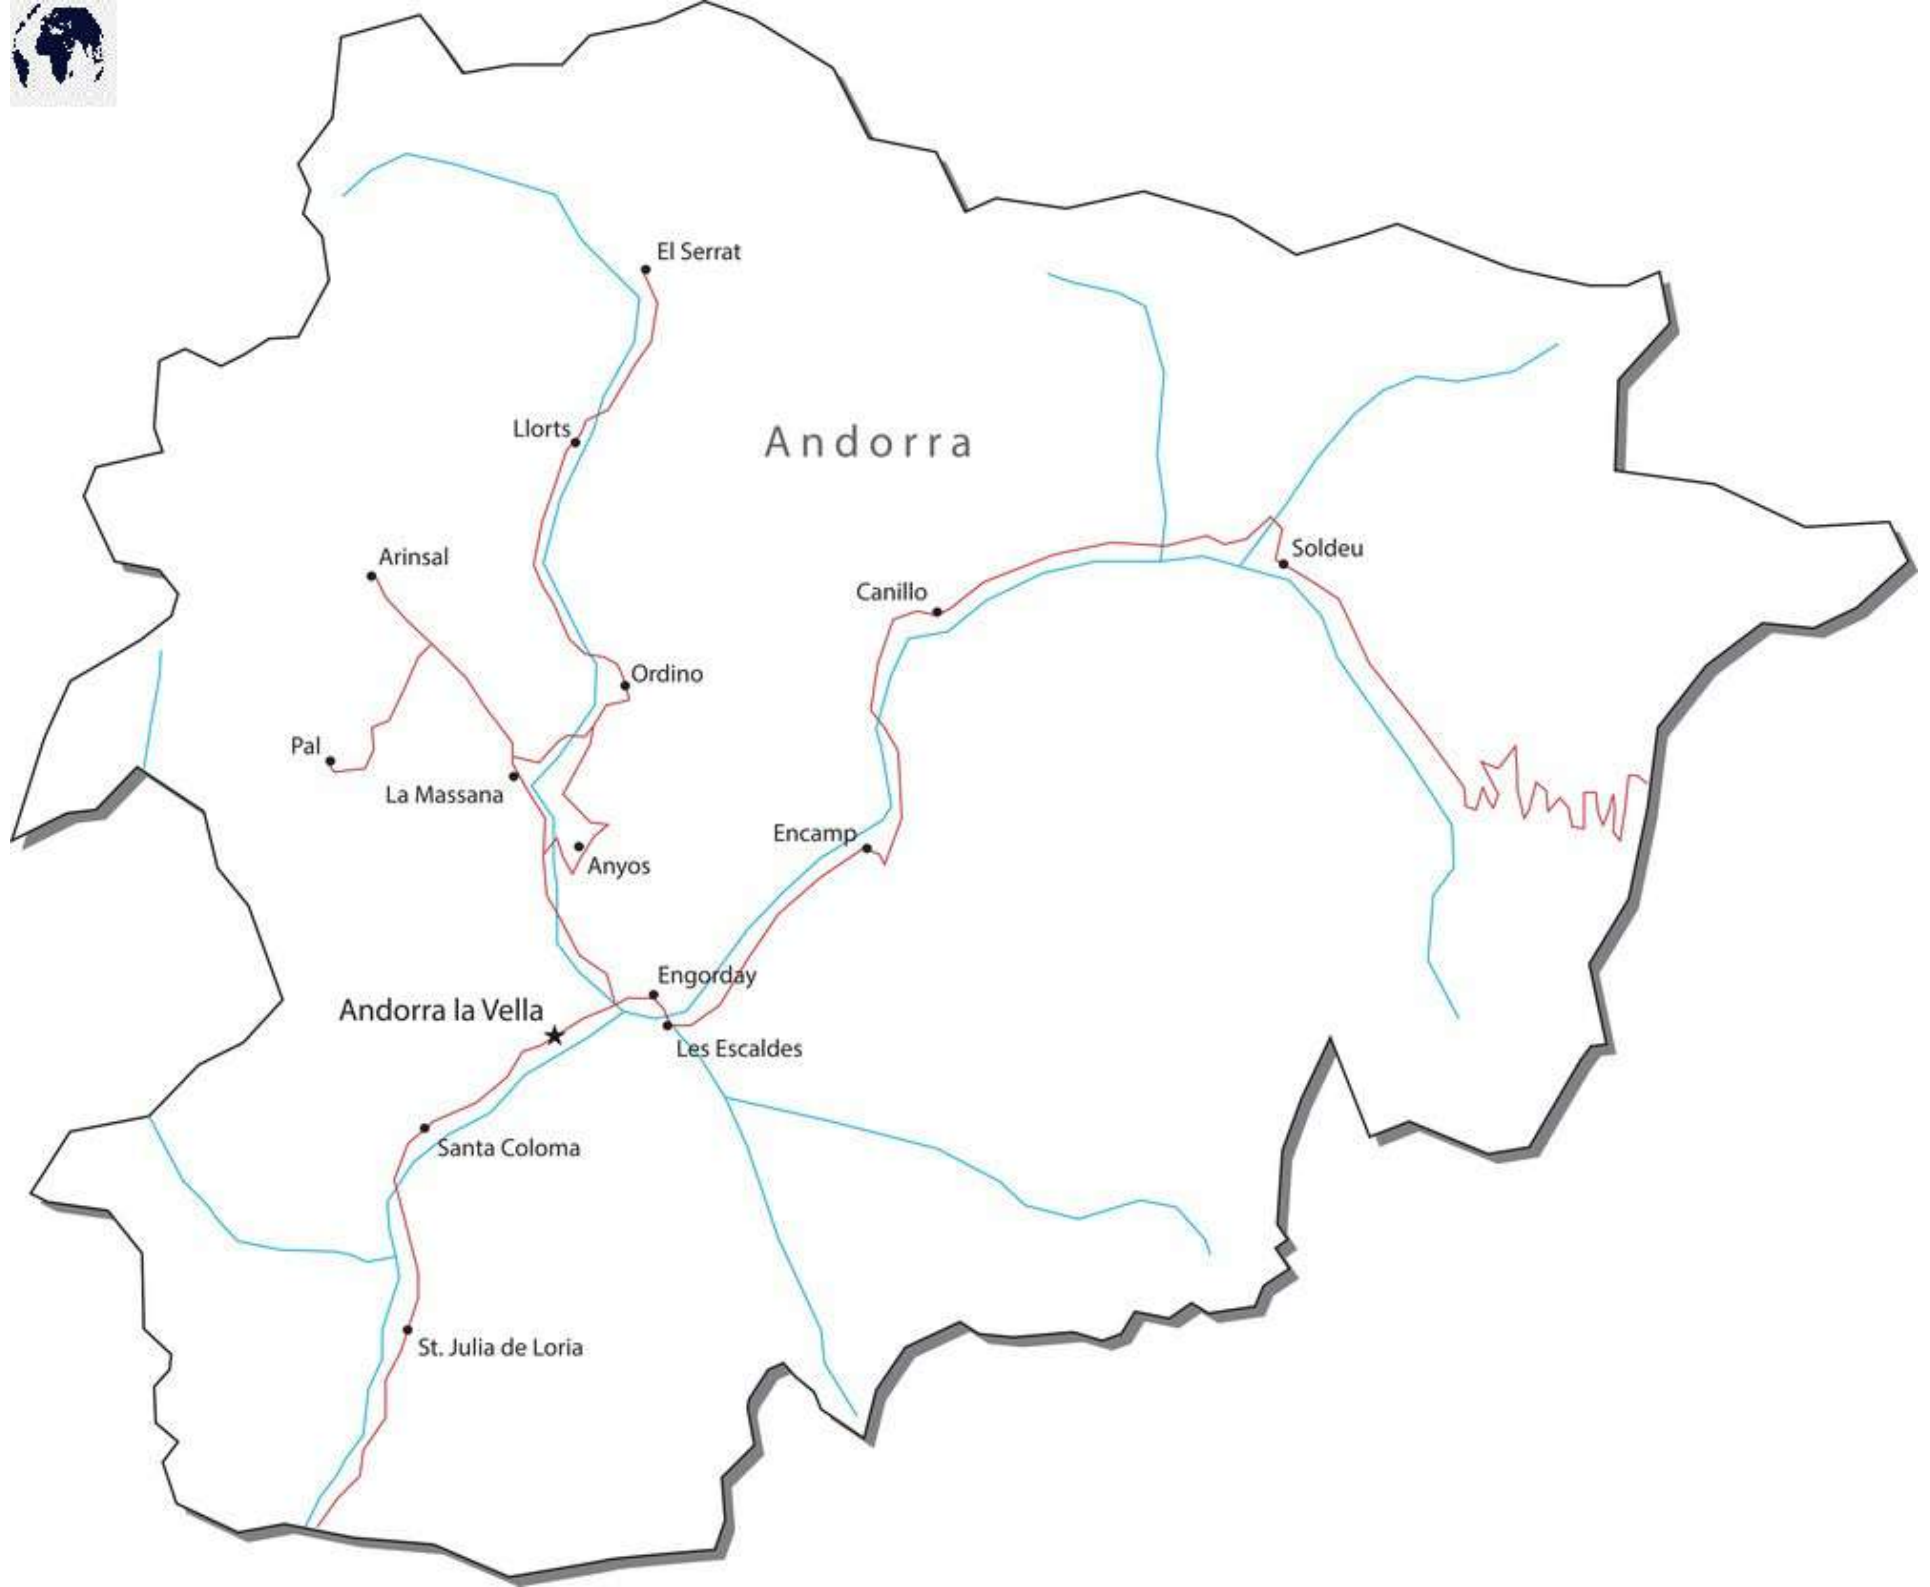 El Serrat
Llorts
Andorra
Arinsal
Soldeu
Canillo
Ordino
Pal
La Massana
Encamp
Anyos
Engorday
Andorra la Vella
Les Escaldes
Santa Coloma
St. Julia de Loria